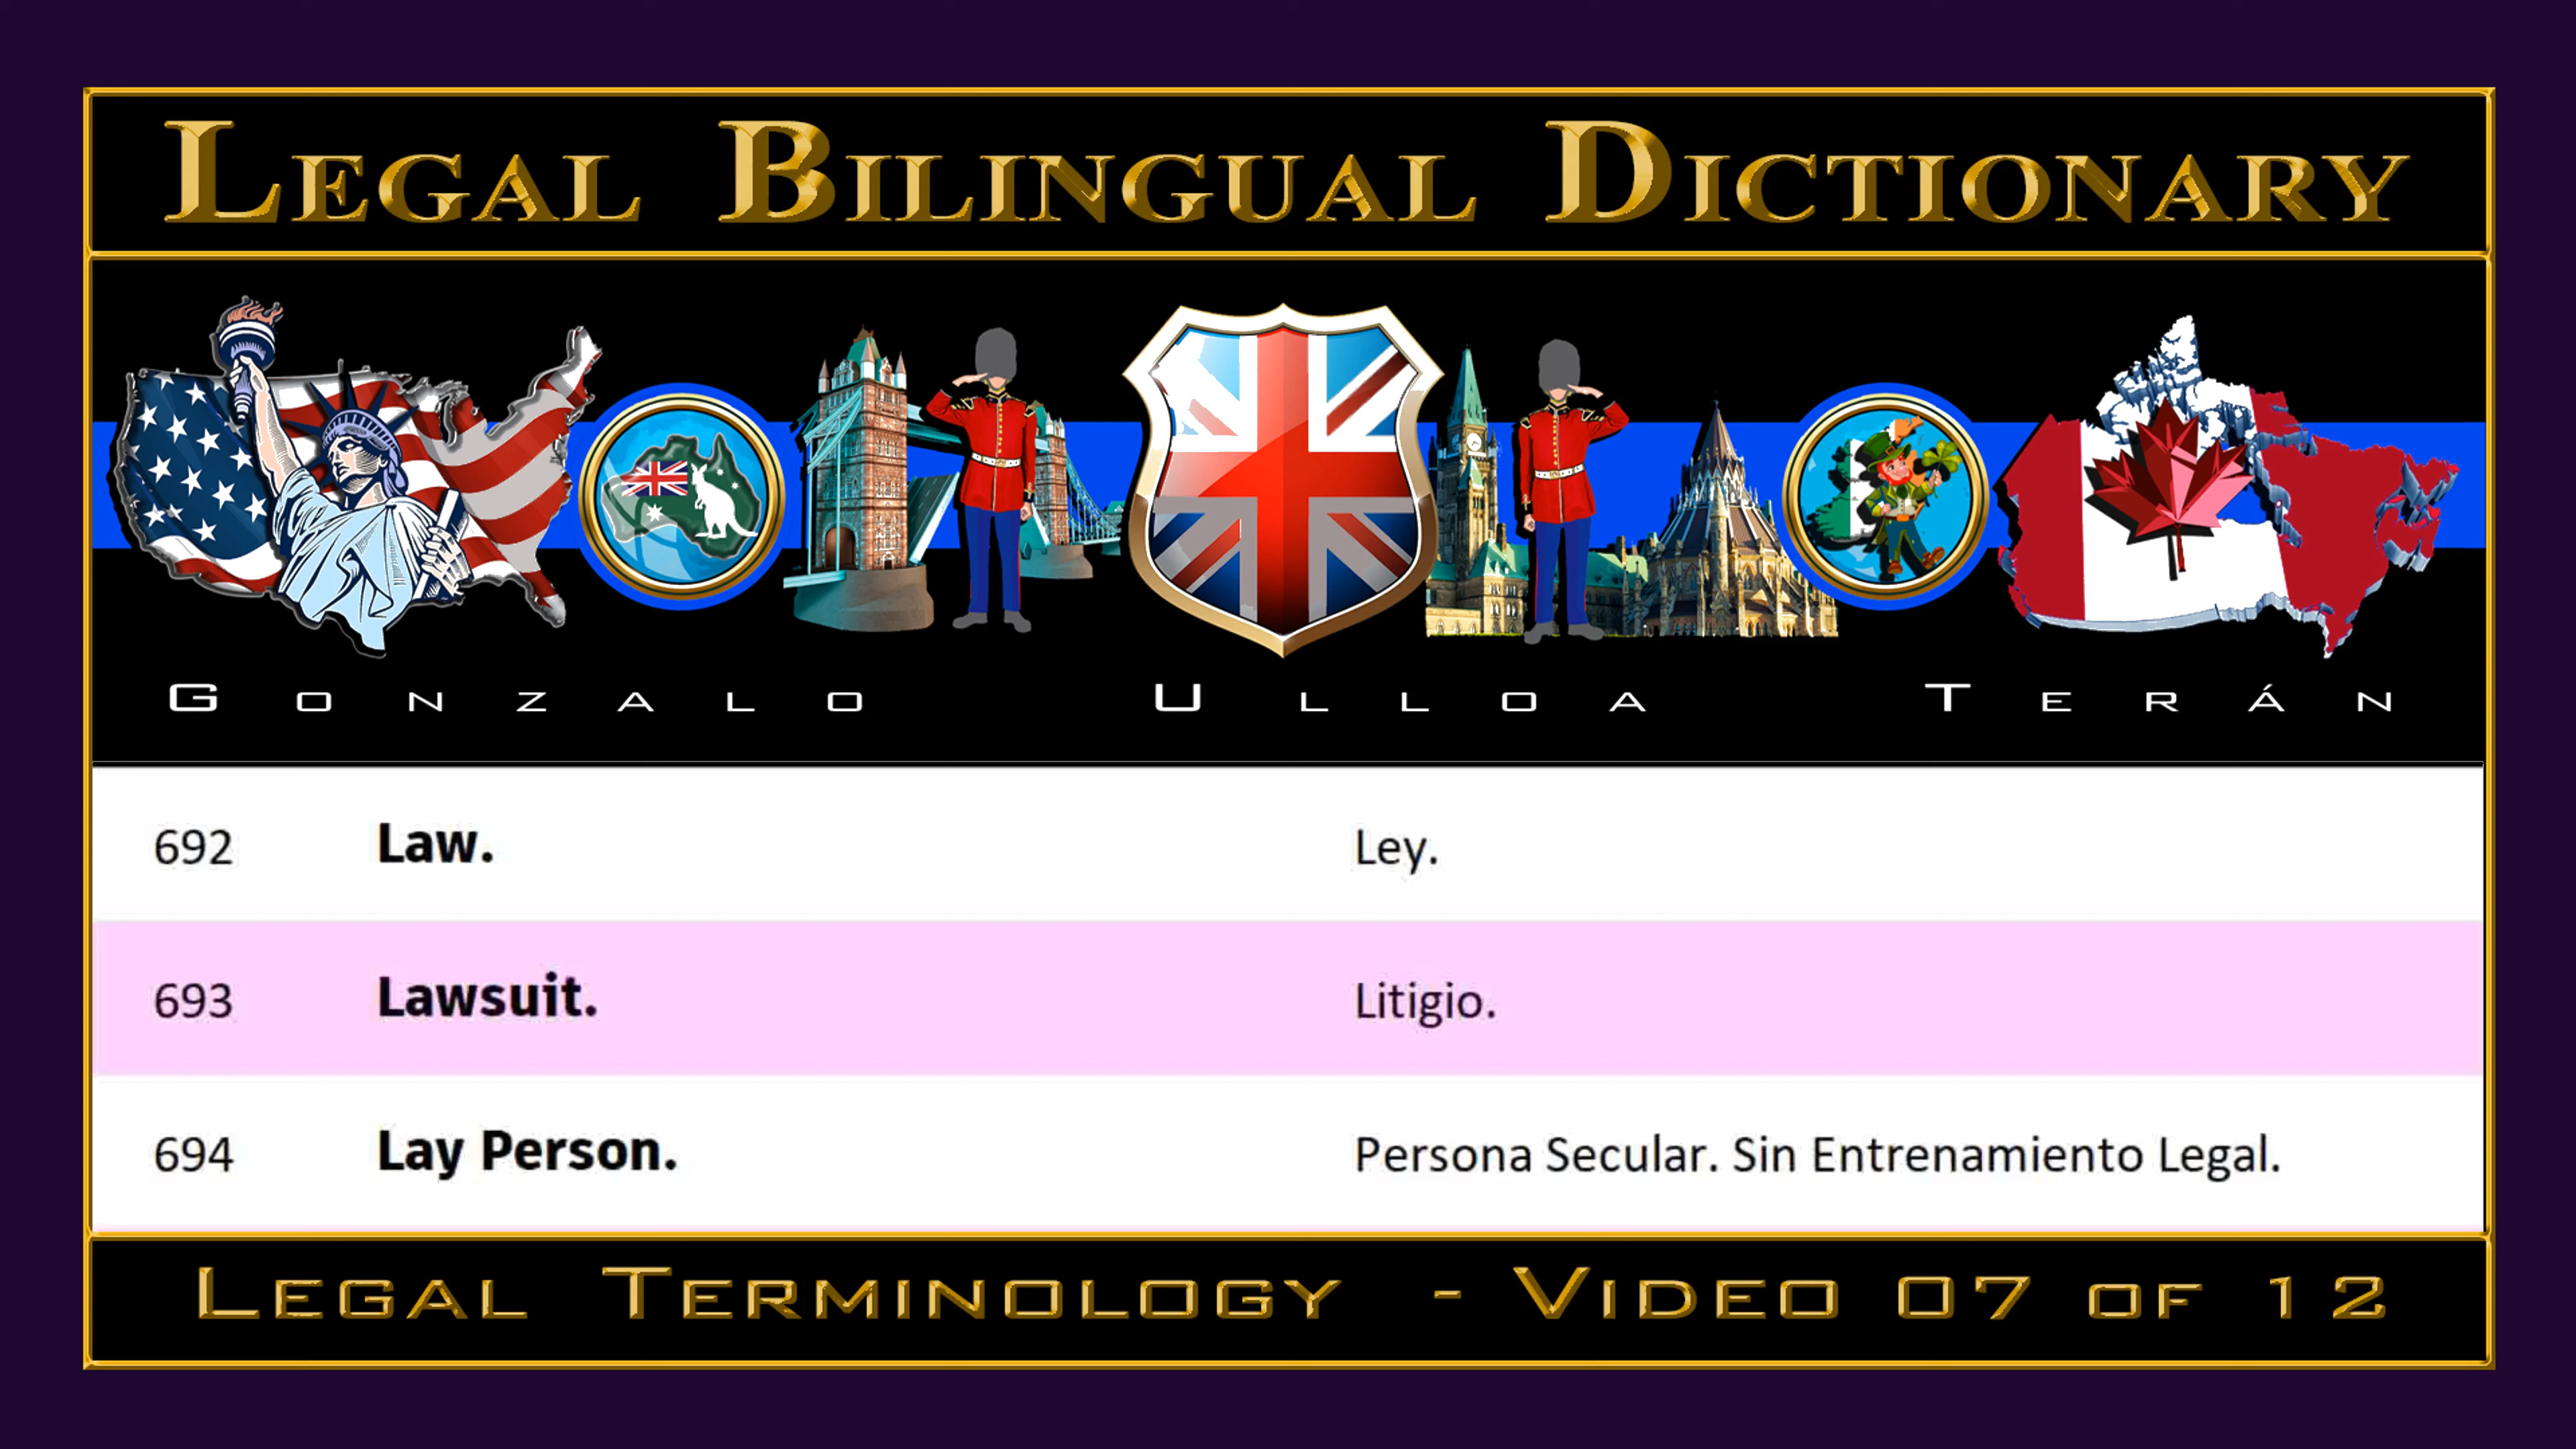 Legal Bilingual Dictionary
Gonzalo Ulloa Terán
692 Law. Ley.
693 Lawsuit. Litigio.
694 Lay Person. Persona Secular. Sin Entrenamiento Legal.
Legal Terminology - Video 07 of 12